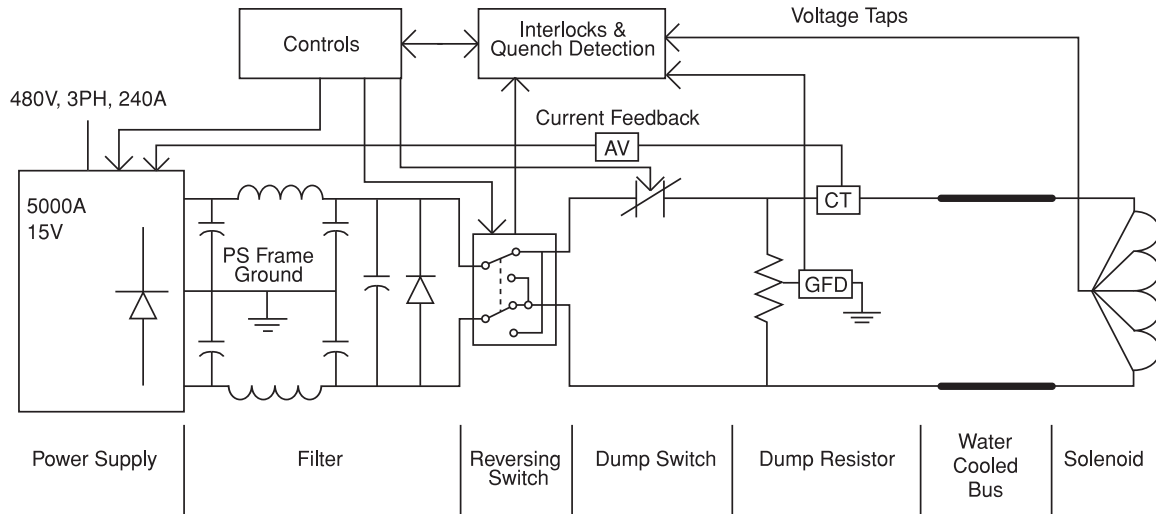 Voltage Taps
Controls
Interlocks &
Quench Detection
480V, 3PH, 240A
Current Feedback
AV
5000A
15V
CT
PS Frame
Ground
GFD
Power Supply
Filter
Reversing
Switch
Dump Switch
Dump Resistor
Water
Cooled
Bus
Solenoid